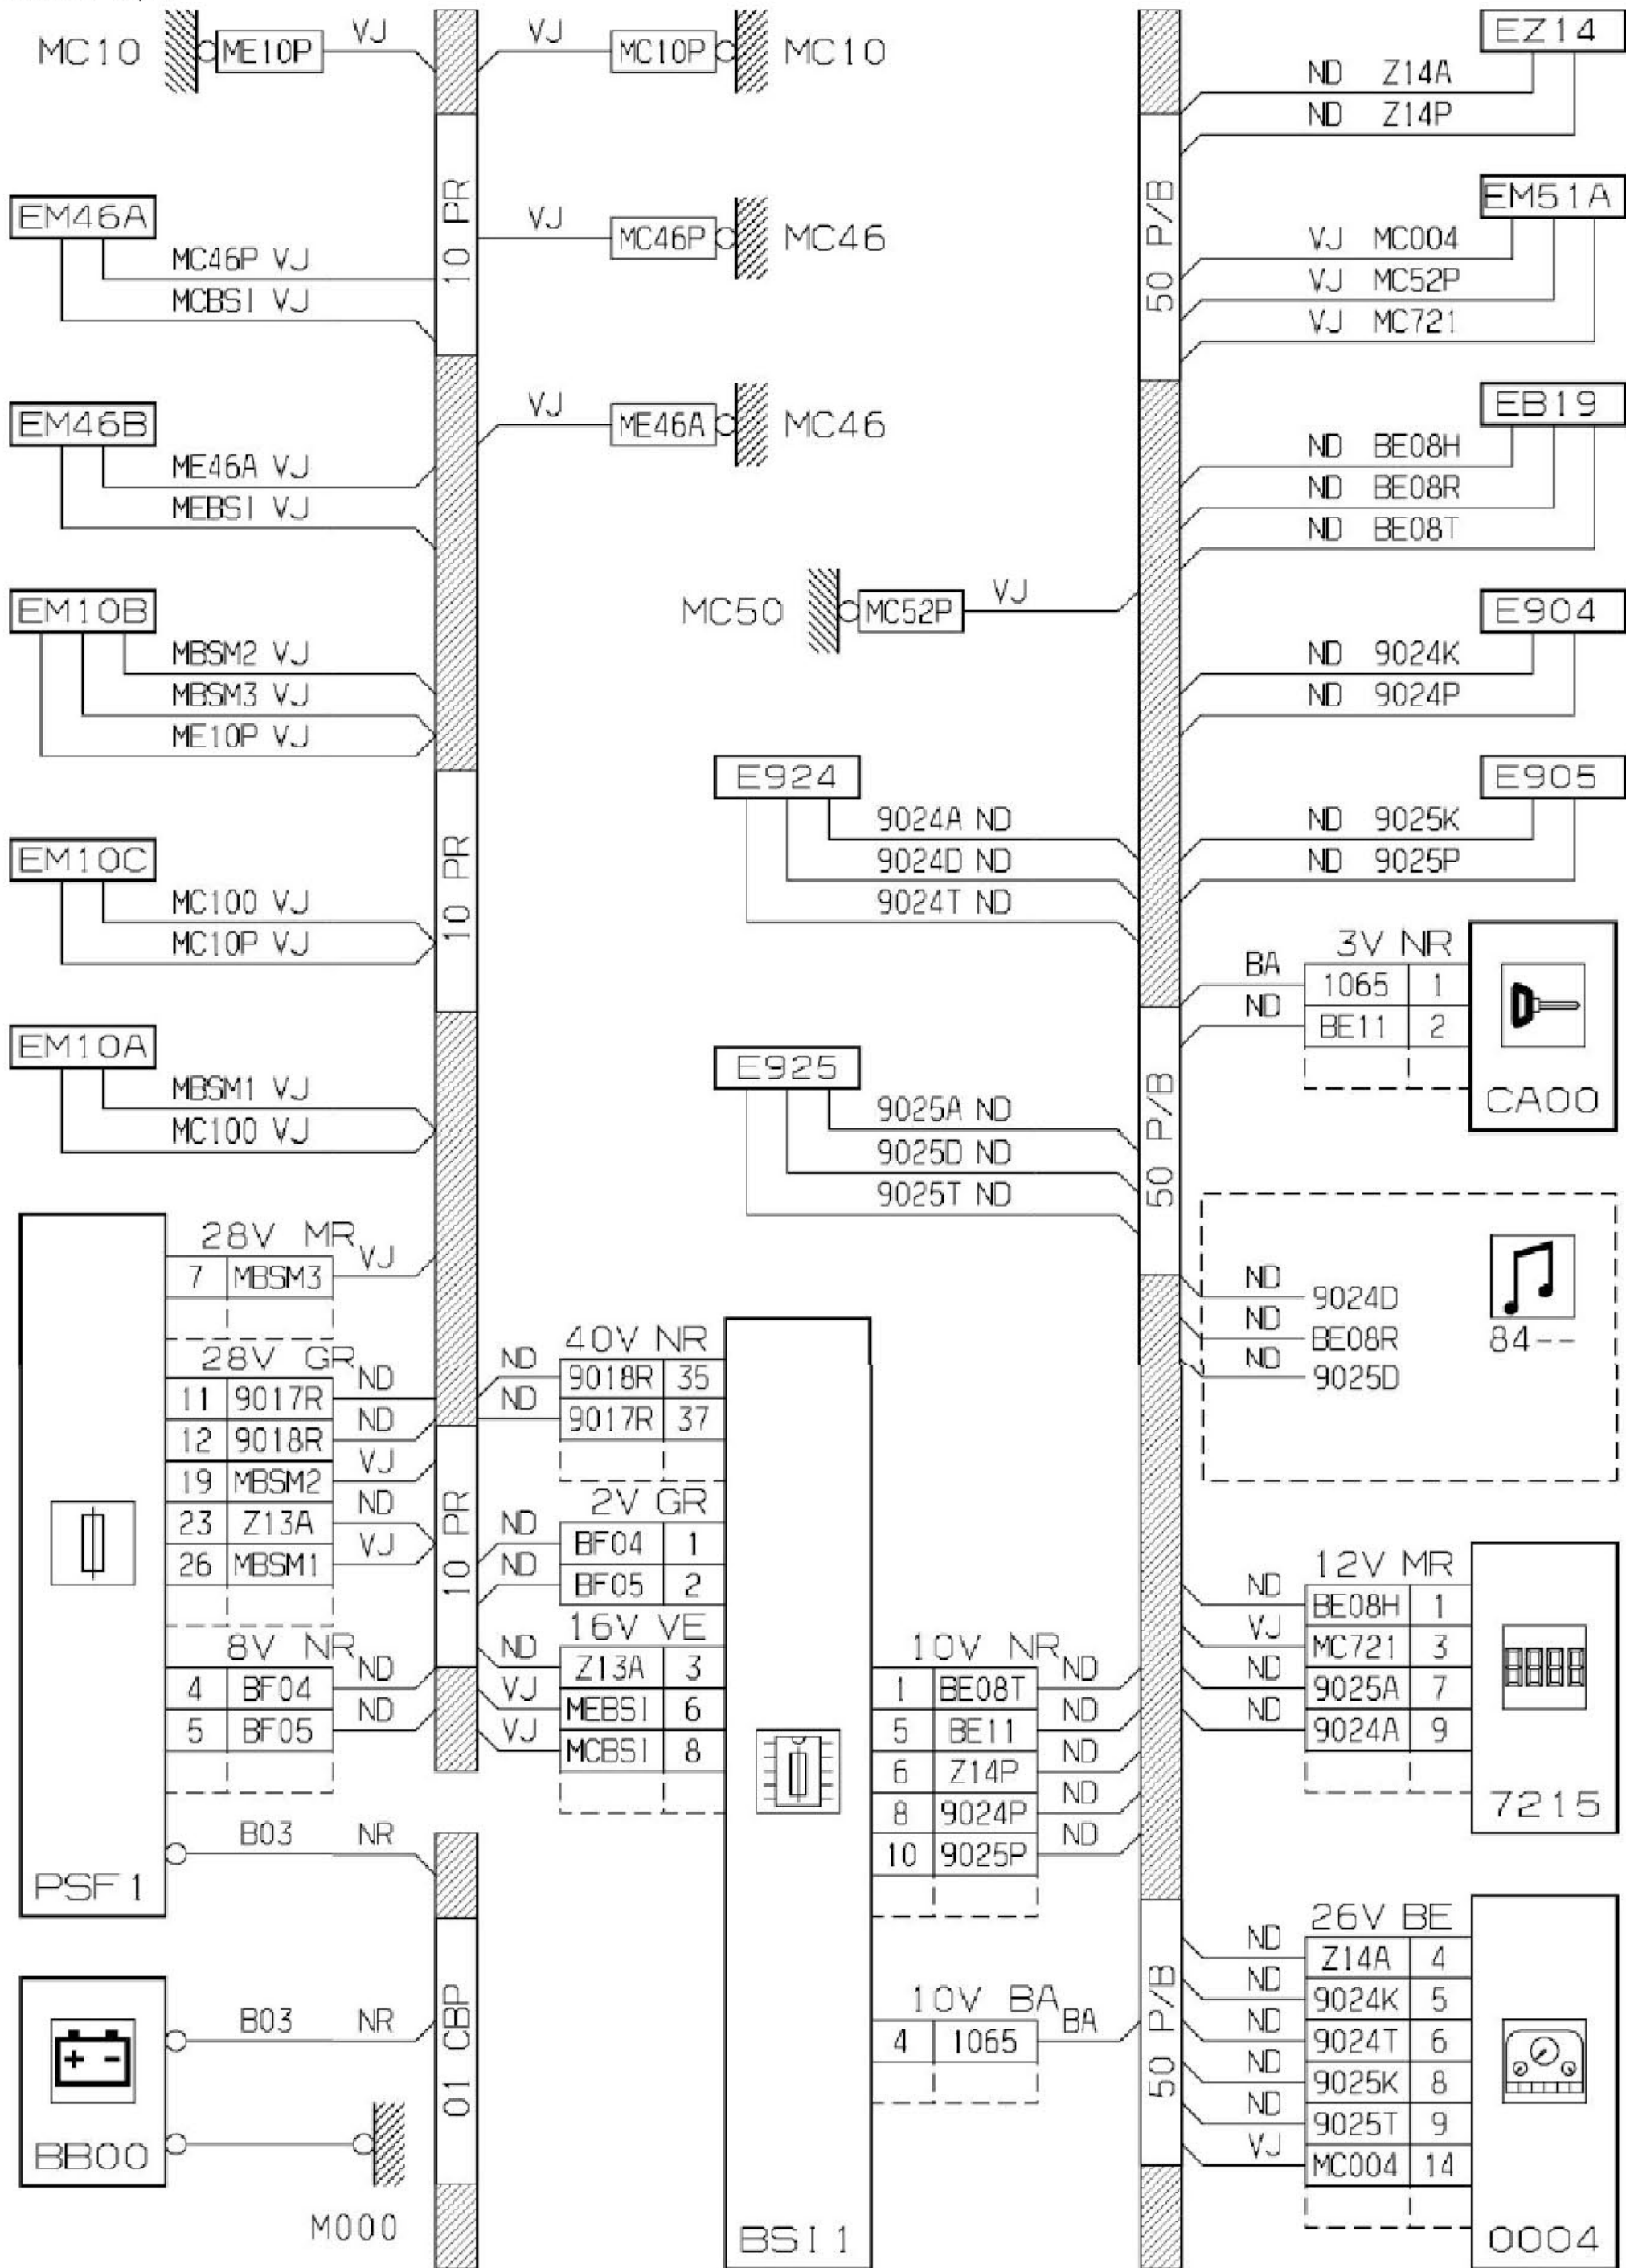 MC10 ME10P VJ
VJ MC10P MC10
EZ14
ND Z14A
ND Z14P
10 PR
50 P/B
EM46A
MC46P VJ
MCBSI VJ
VJ MC46P MC46
EM51A
VJ MC004
VJ MC52P
VJ MC721
EM46B
ME46A VJ
MEBSI VJ
VJ ME46A MC46
EB19
ND BE08H
ND BE08R
ND BE08T
EM10B
MBSM2 VJ
MBSM3 VJ
ME10P VJ
MC50 MC52P VJ
E904
ND 9024K
ND 9024P
10 PR
EM10C
MC100 VJ
MC10P VJ
E924
9024A ND
9024D ND
9024T ND
E905
ND 9025K
ND 9025P
3V NR
BA 1065 1
ND BE11 2
CA00
50 P/B
EM10A
MBSM1 VJ
MC100 VJ
E925
9025A ND
9025D ND
9025T ND
ND 9024D
ND BE08R
ND 9025D
84--
28V MR
7 MBSM3 VJ
28V GR
11 9017R ND
12 9018R ND
19 MBSM2 VJ
23 Z13A ND
26 MBSM1 VJ
8V NR
4 BF04 ND
5 BF05 ND
B03 NR
PSF1
10 PR
40V NR
ND 9018R 35
ND 9017R 37
2V GR
ND BF04 1
ND BF05 2
16V VE
ND Z13A 3
VJ MEBSI 6
VJ MCBSI 8
10V NR
1 BE08T ND
5 BE11 ND
6 Z14P ND
8 9024P ND
10 9025P ND
10V BA
4 1065 BA
BSI1
12V MR
ND BE08H 1
VJ MC721 3
ND 9025A 7
ND 9024A 9
7215
50 P/B
26V BE
ND Z14A 4
ND 9024K 5
ND 9024T 6
ND 9025K 8
ND 9025T 9
VJ MC004 14
0004
B03 NR
+ -
BB00
01 CBP
M000